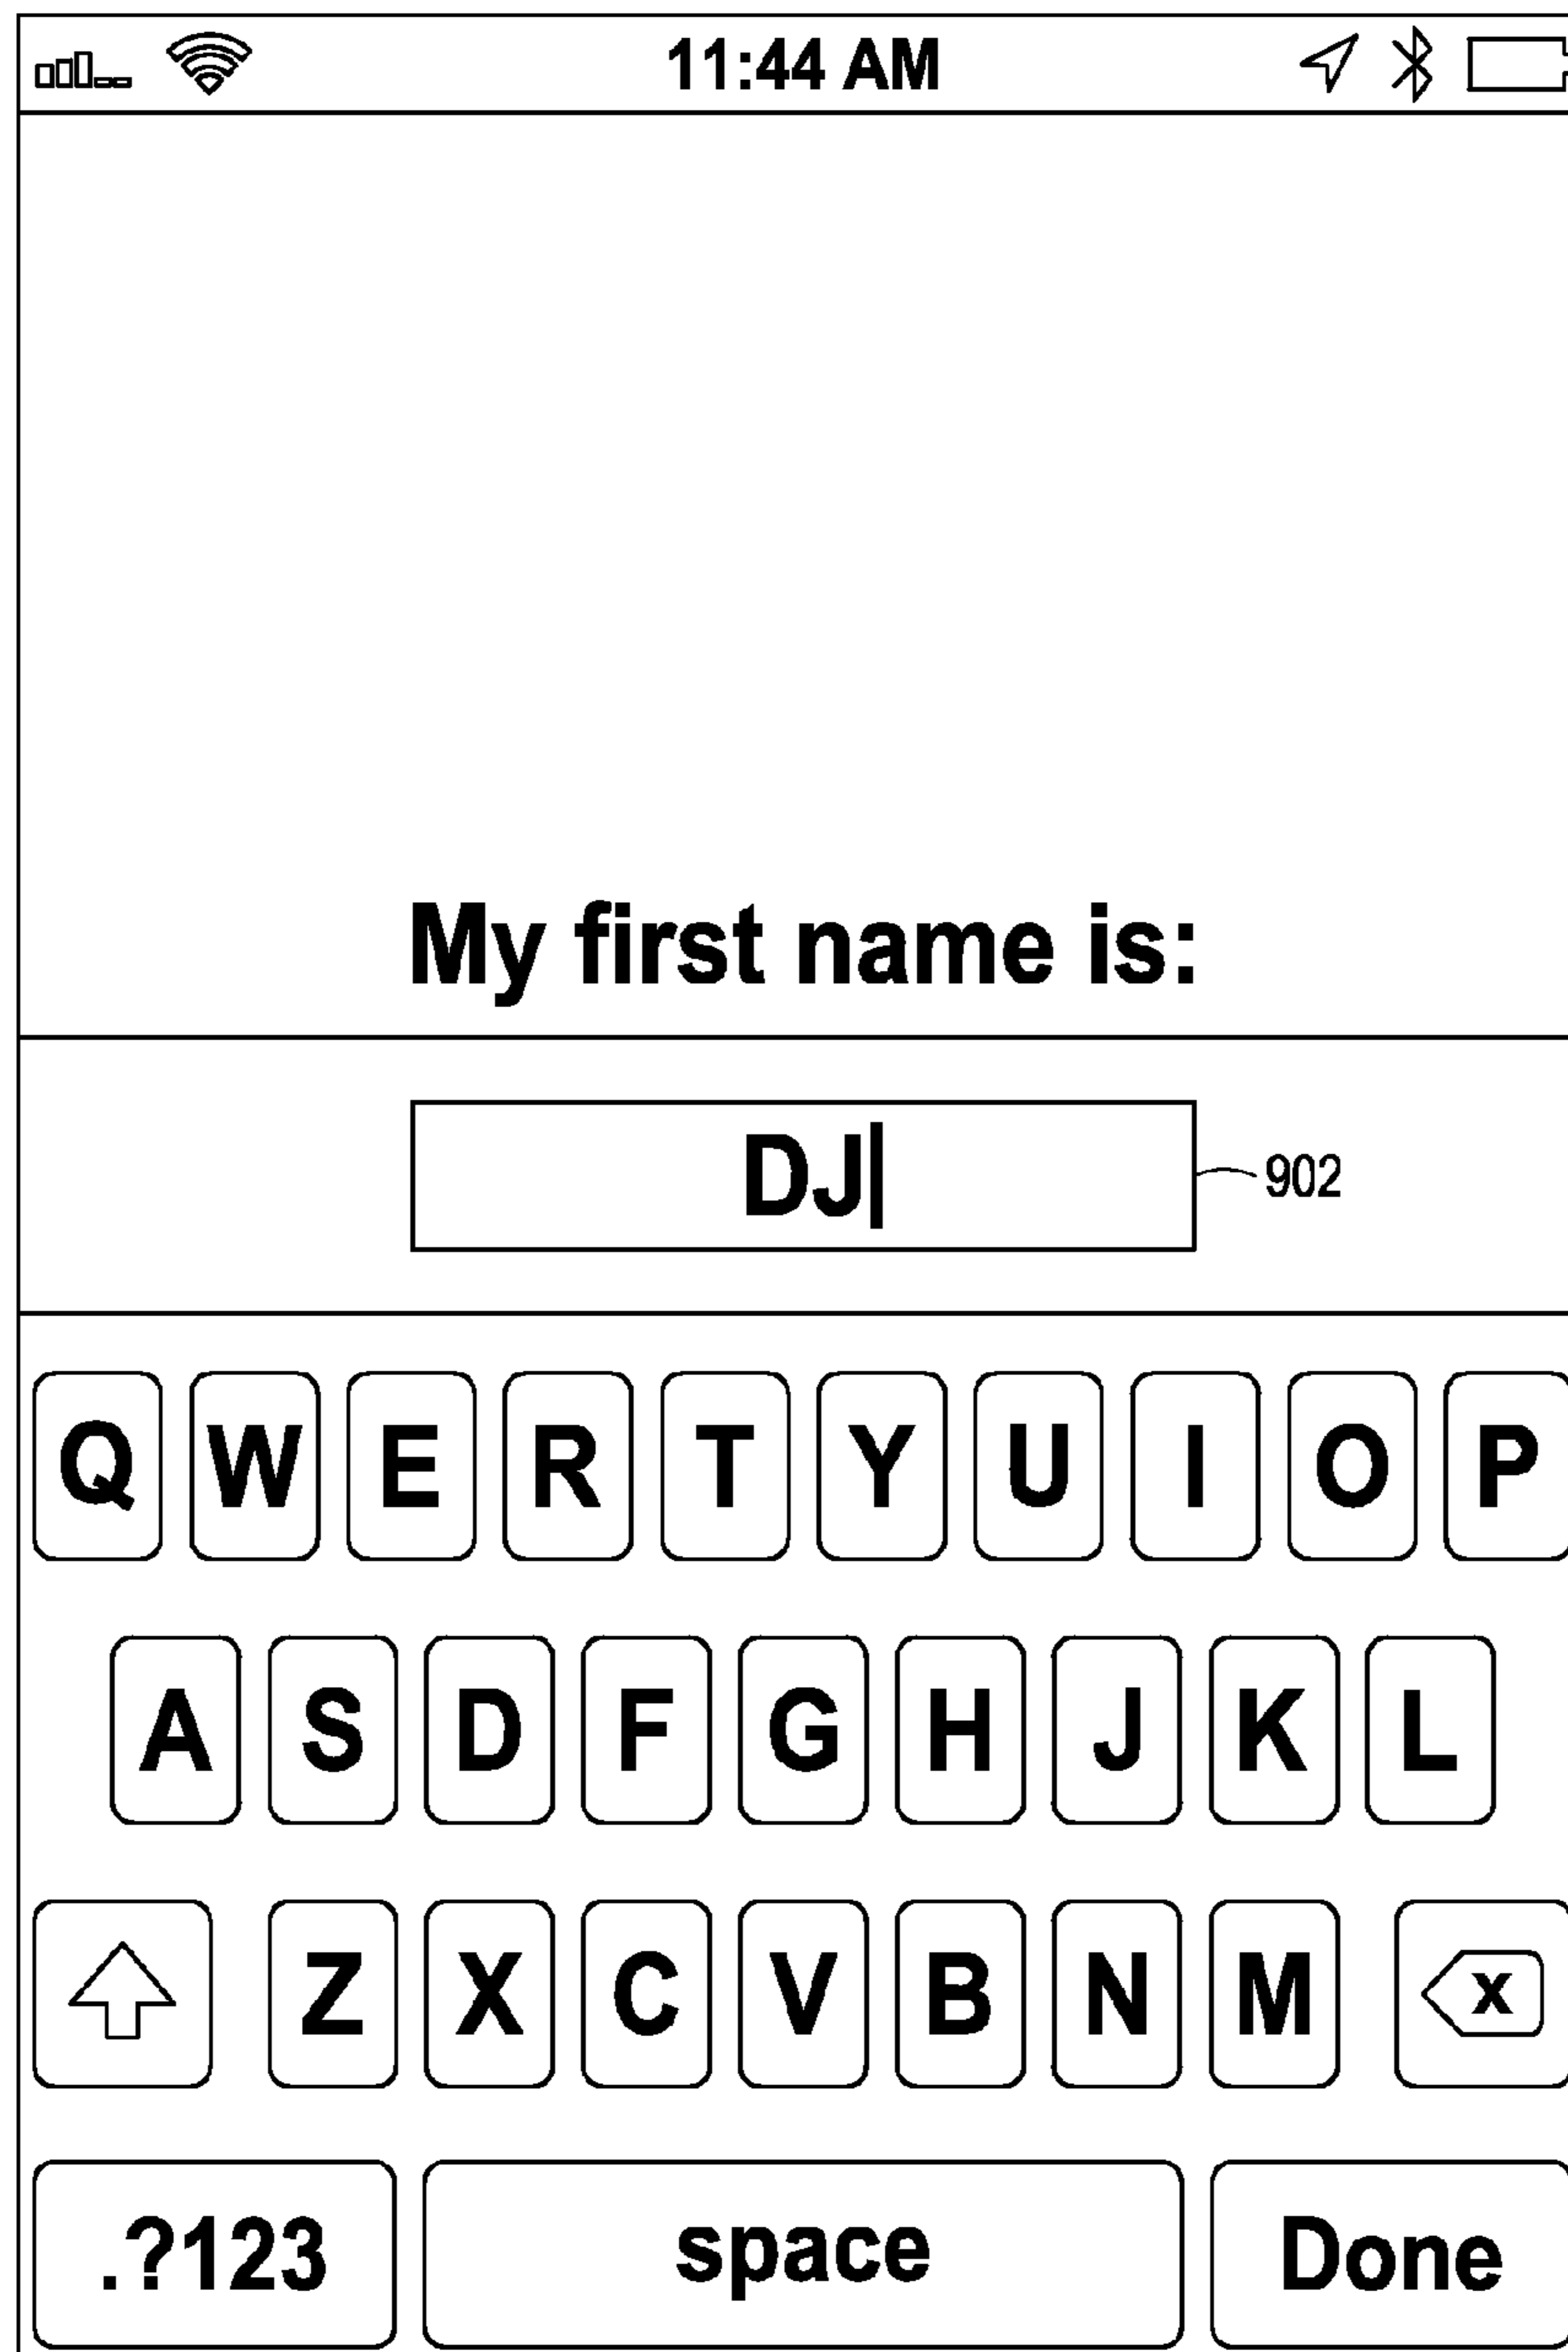 11:44 AM
My first name is:
DJ
902
Q W E R T Y U I O P
A S D F G H J K L
Z X C V B N M X
.?123 space Done